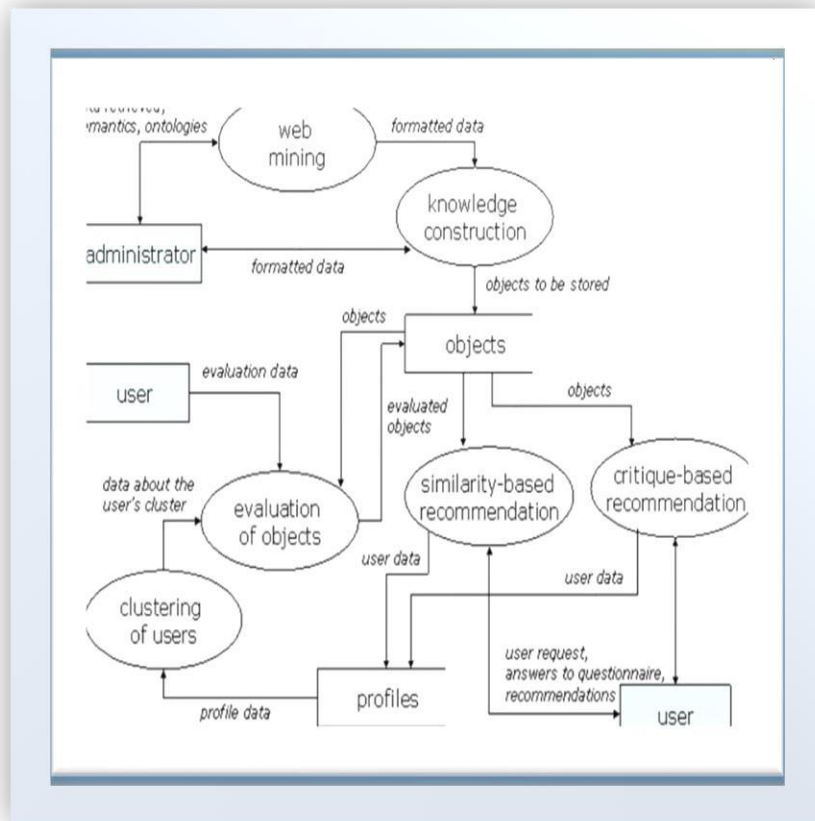 mantics, ontologies
web
mining
formatted data
knowledge
construction
administrator
formatted data
objects to be stored
objects
objects
user
evaluation data
evaluated
objects
objects
data about the
user's cluster
evaluation
of objects
similarity-based
recommendation
critique-based
recommendation
user data
user data
clustering
of users
user request,
answers to questionnaire,
recommendations
profile data
profiles
user